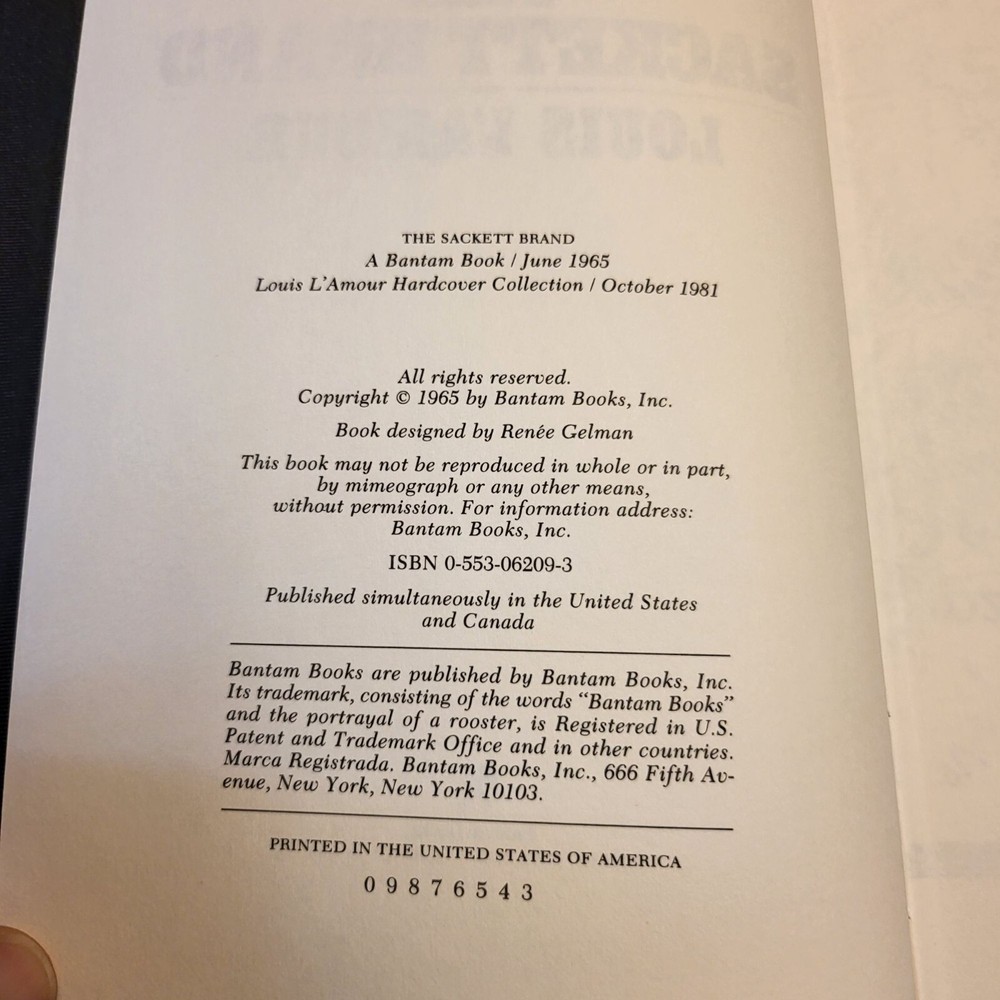 THE SACKETT BRAND
A Bantam Book / June 1965
Louis L'Amour Hardcover Collection / October 1981
All rights reserved.
Copyright © 1965 by Bantam Books, Inc.
Book designed by Renée Gelman
This book may not be reproduced in whole or in part,
by mimeograph or any other means,
without permission. For information address:
Bantam Books, Inc.
ISBN 0-553-06209-3
Published simultaneously in the United States
and Canada
Bantam Books are published by Bantam Books, Inc.
Its trademark, consisting of the words “Bantam Books”
and the portrayal of a rooster, is Registered in U.S.
Patent and Trademark Office and in other countries.
Marca Registrada. Bantam Books, Inc., 666 Fifth Av-
enue, New York, New York 10103.
PRINTED IN THE UNITED STATES OF AMERICA
0 9 8 7 6 5 4 3